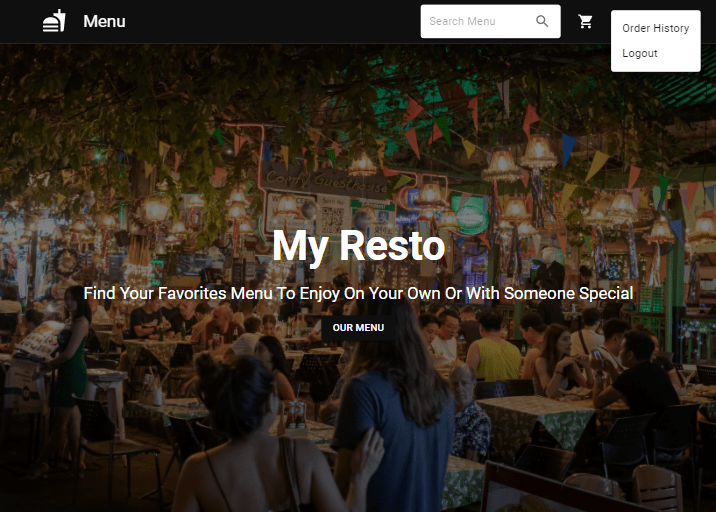 Menu
Search Menu
Order History
Logout
My Resto
Find Your Favorites Menu To Enjoy On Your Own Or With Someone Special
OUR MENU